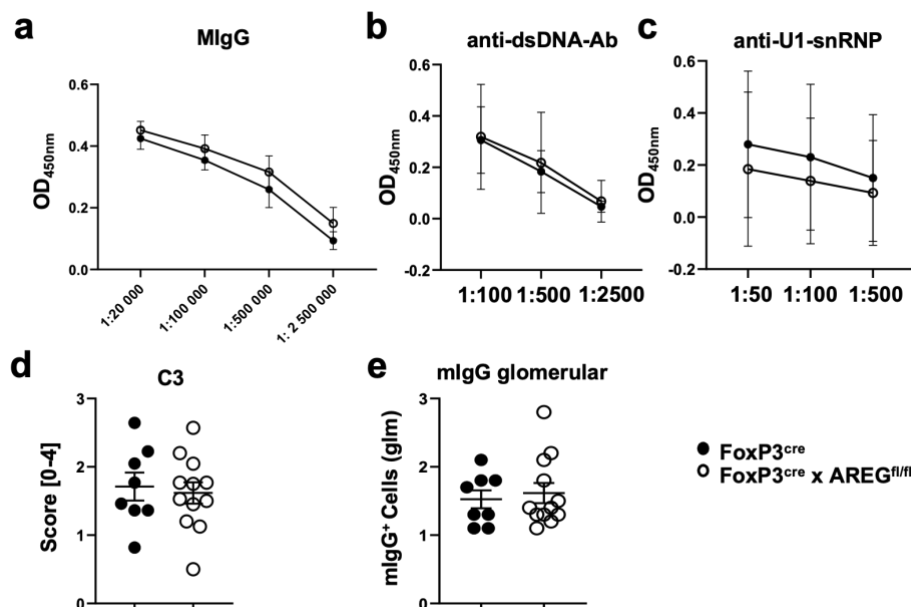 a
MIgG
OD450nm
0.6
0.4
0.2
0.0
1:20 000
1:100 000
1:500 000
1: 2 500 000
b
anti-dsDNA-Ab
OD450nm
0.6
0.4
0.2
0.0
-0.2
1:100
1:500
1:2500
c
anti-U1-snRNP
OD450nm
0.6
0.4
0.2
0.0
-0.2
1:50
1:100
1:500
d
C3
Score [0-4]
3
2
1
0
e
mIgG glomerular
mIgG⁺ Cells (glm)
3
2
1
0
FoxP3ᶜʳᵉ
FoxP3ᶜʳᵉ x AREGᶠˡ/ᶠˡ